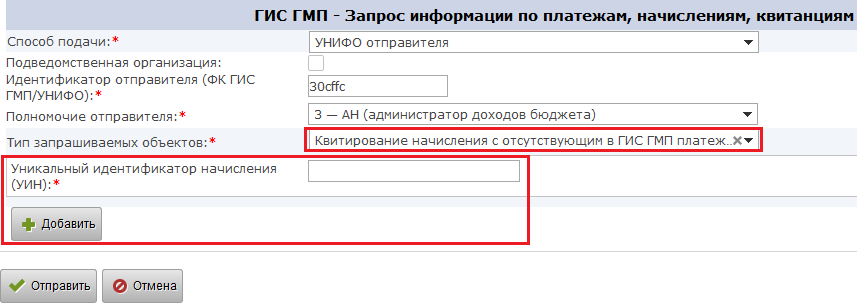 ГИС ГМП - Запрос информации по платежам, начислениям, квитанциям
Способ подачи:*
УНИФО отправителя
Подведомственная организация:
Идентификатор отправителя (ФК ГИС
ГМП/УНИФО):*
30cffc
Полномочие отправителя:*
3 — АН (администратор доходов бюджета)
Тип запрашиваемых объектов:*
Квитирование начисления с отсутствующим в ГИС ГМП платеж...
Уникальный идентификатор начисления
(УИН):*
Добавить
Отправить
Отмена